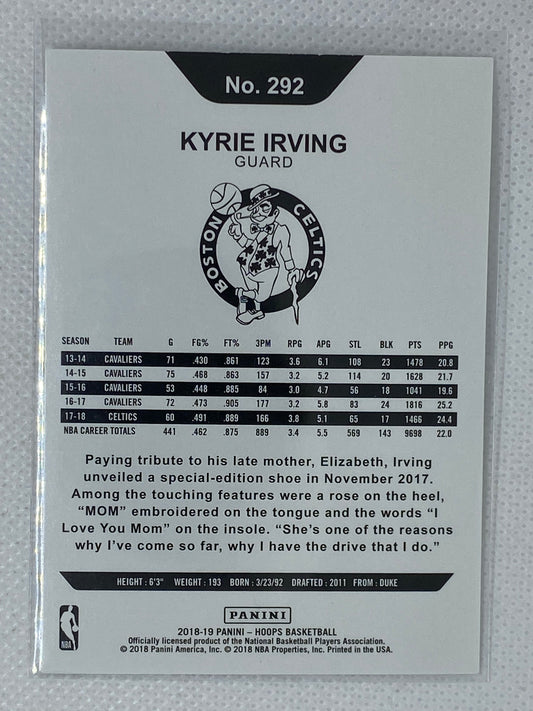 No. 292
KYRIE IRVING
GUARD
BOSTON CELTICS
SEASON TEAM G FG% FT% 3PM RPG APG STL BLK PTS PPG
13-14 CAVALIERS 71 .430 .861 123 3.6 6.1 108 23 1478 20.8
14-15 CAVALIERS 75 .468 .863 157 3.2 5.2 114 20 1628 21.7
15-16 CAVALIERS 53 .448 .885 84 3.0 4.7 56 18 1041 19.6
16-17 CAVALIERS 72 .473 .905 177 3.2 5.8 83 24 1816 25.2
17-18 CELTICS 60 .491 .889 166 3.8 5.1 65 17 1466 24.4
NBA CAREER TOTALS 441 .462 .875 889 3.4 5.5 569 143 9698 22.0
Paying tribute to his late mother, Elizabeth, Irving
unveiled a special-edition shoe in November 2017.
Among the touching features were a rose on the heel,
“MOM” embroidered on the tongue and the words “I
Love You Mom” on the insole. “She’s one of the reasons
why I’ve come so far, why I have the drive that I do.”
HEIGHT: 6'3" WEIGHT: 193 BORN: 3/23/92 DRAFTED: 2011 FROM: DUKE
PANINI
2018-19 PANINI – HOOPS BASKETBALL
Officially licensed product of the National Basketball Players Association.
© 2018 Panini America, Inc. © 2018 NBA Properties, Inc. Printed in the USA.
NBA